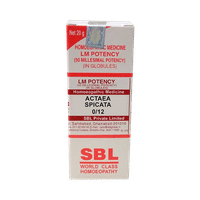 Net 20 g
HOMOEOPATHIC MEDICINE
LM POTENCY
(50 MILLESIMAL POTENCY)
(IN GLOBULES)
LM POTENCY
Homoeopathic Medicine
ACTAEA
SPICATA
0/12
SBL Private Limited
SBL
WORLD CLASS
HOMOEOPATHY